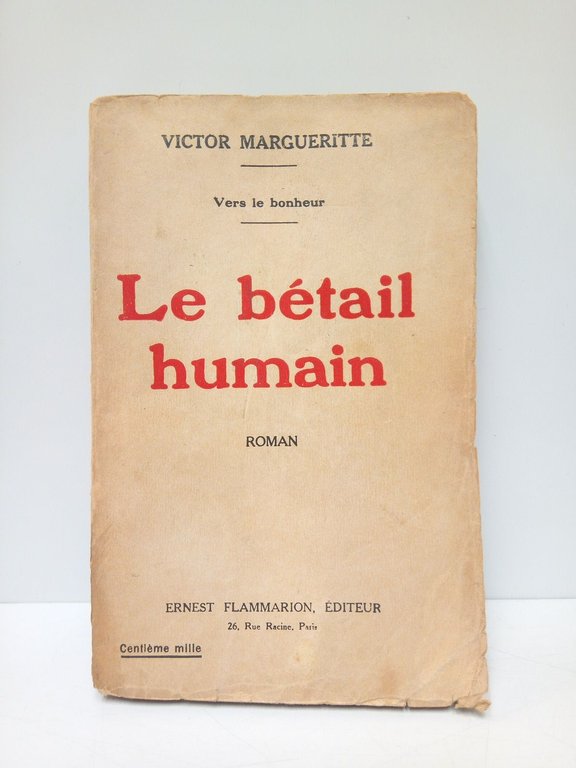 VICTOR MARGUERITTE
Vers le bonheur
Le bétail
humain
ROMAN
ERNEST FLAMMARION, ÉDITEUR
26, Rue Racine, Paris
Centième mille